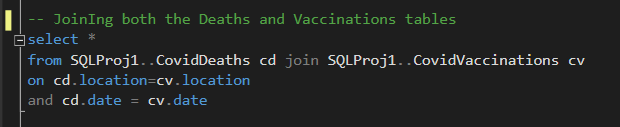 -- JoinIng both the Deaths and Vaccinations tables
select *
from SQLProj1..CovidDeaths cd join SQLProj1..CovidVaccinations cv
on cd.location=cv.location
and cd.date = cv.date